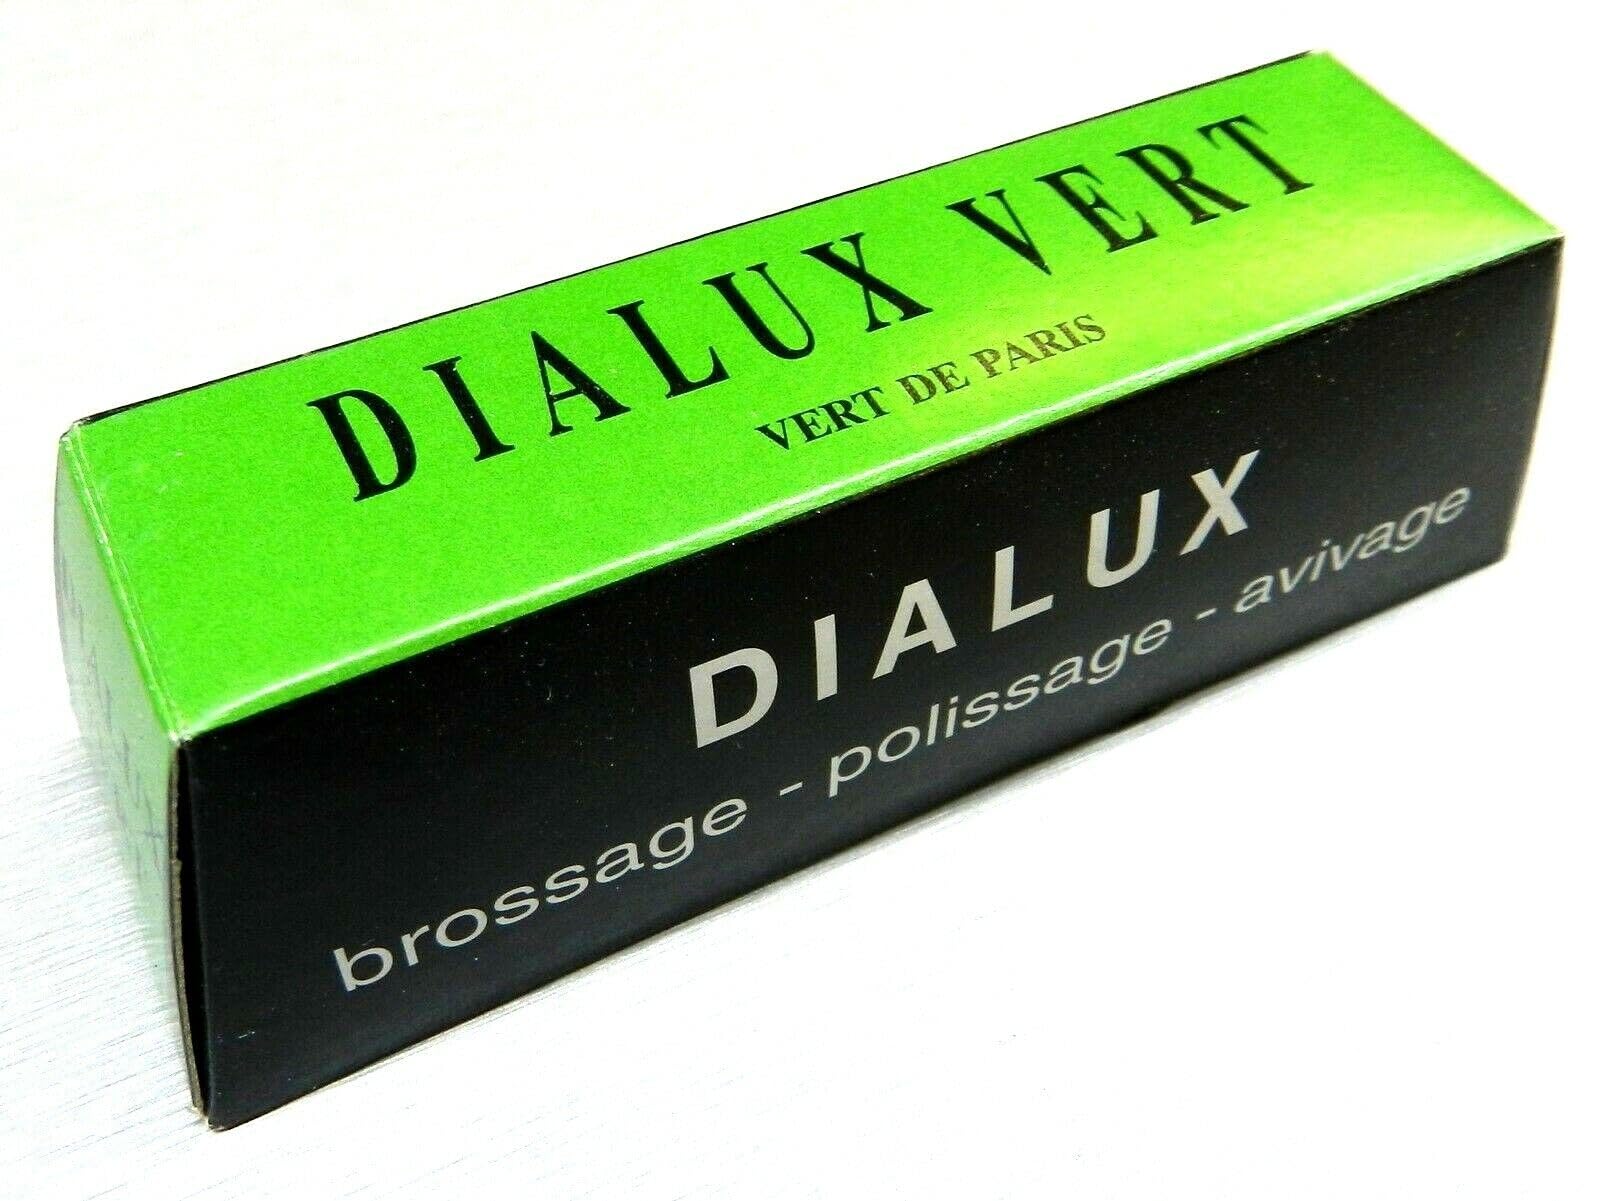 DIALUX VERT
VERT DE PARIS
DIALUX
brossage - polissage - avivage